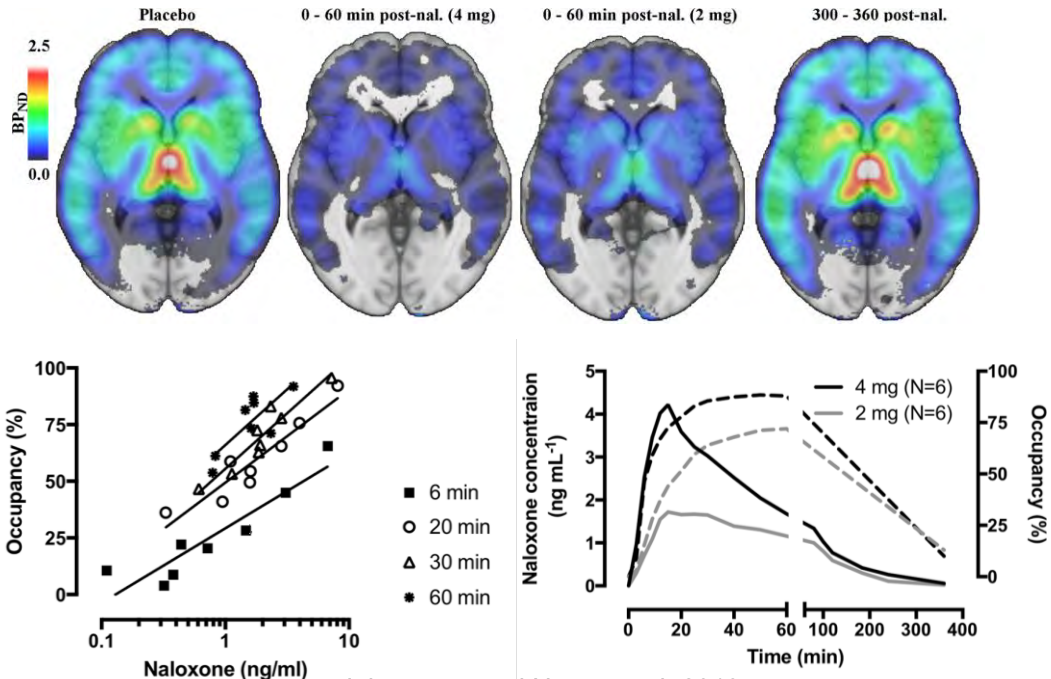 Placebo
0 - 60 min post-nal. (4 mg)
0 - 60 min post-nal. (2 mg)
300 - 360 post-nal.
2.5
BP_ND
0.0
100
75
50
25
0
Occupancy (%)
0.1
1
10
Naloxone (ng/ml)
6 min
20 min
30 min
60 min
5
4
3
2
1
0
Naloxone concentraion
(ng mL⁻¹)
4 mg (N=6)
2 mg (N=6)
100
75
50
25
0
Occupancy (%)
0
20
40
60
100
200
300
400
Time (min)